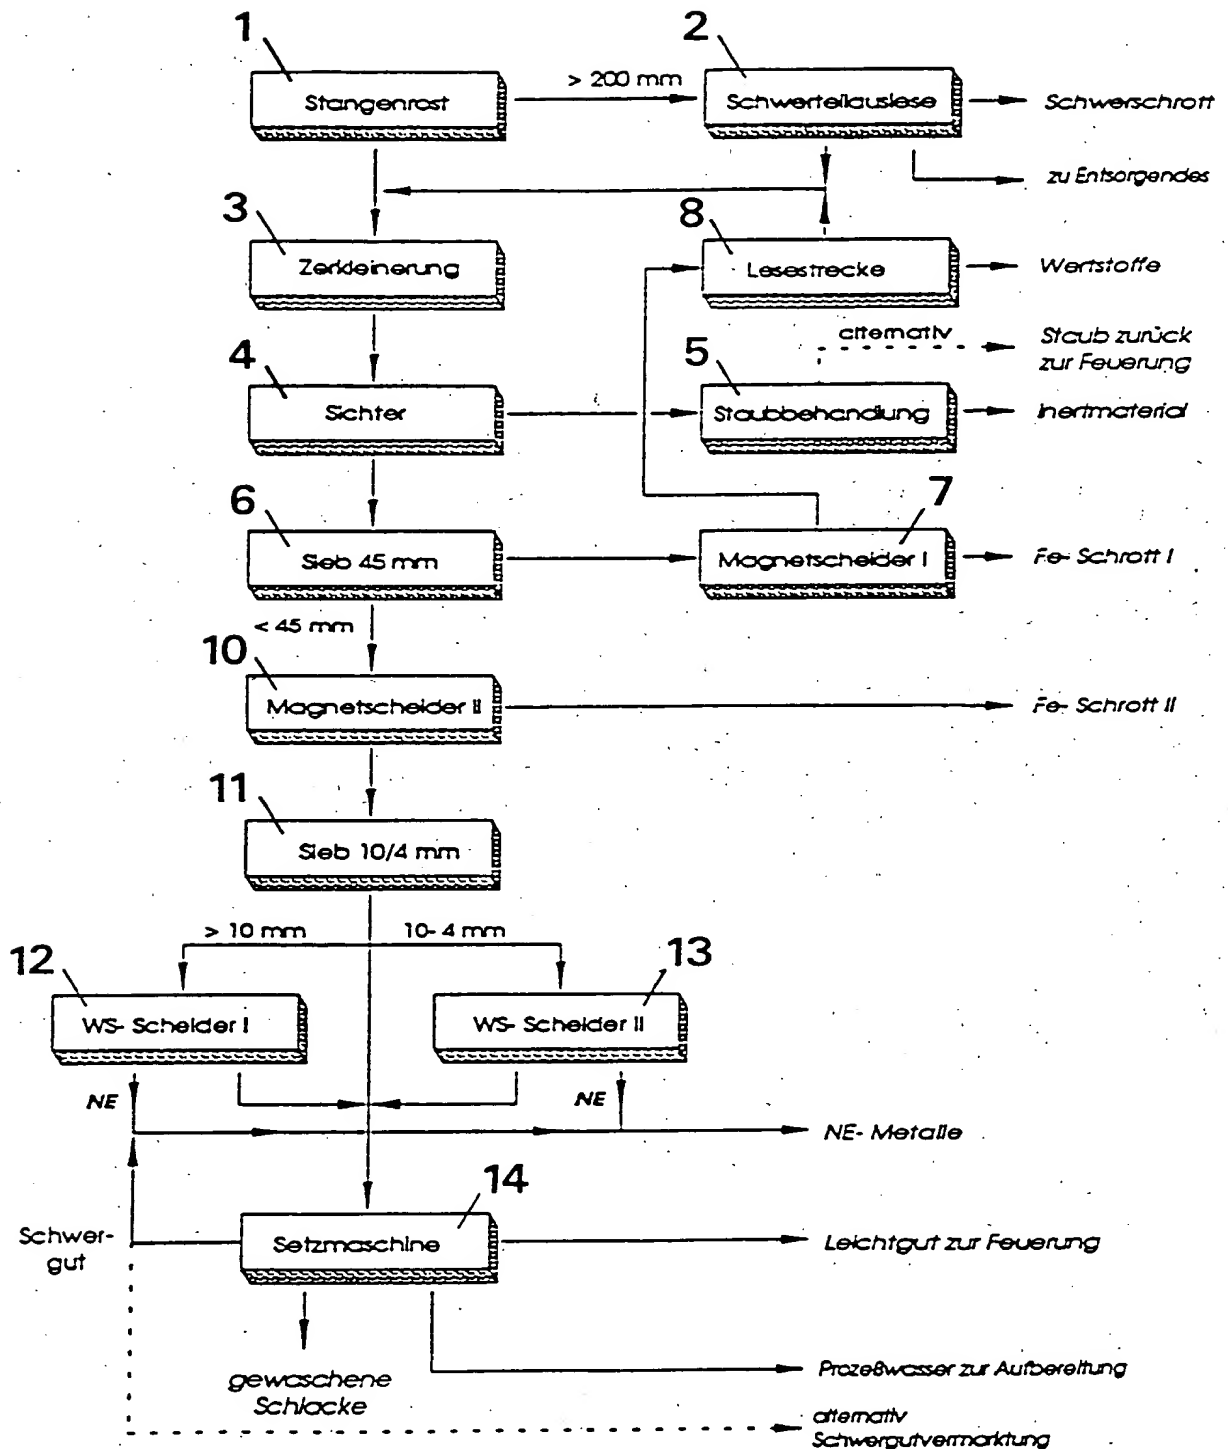 1
2
Stangenrost
> 200 mm
Schwerteilauslese
Schwerschrott
zu Entsorgendes
3
8
Zerkleinerung
Lesestrecke
Wertstoffe
alternativ
Staub zurück
zur Feuerung
4
5
Sichter
Staubbehandlung
Inertmaterial
6
7
Sieb 45 mm
Magnetscheider I
Fe- Schrott I
< 45 mm
10
Magnetscheider II
Fe- Schrott II
11
Sieb 10/4 mm
> 10 mm
10- 4 mm
12
13
WS- Scheider I
WS- Scheider II
NE
NE
NE- Metalle
14
Schwer-
gut
Setzmaschine
Leichtgut zur Feuerung
gewaschene
Schlacke
Prozeßwasser zur Aufbereitung
alternativ
Schwergutvermarktung